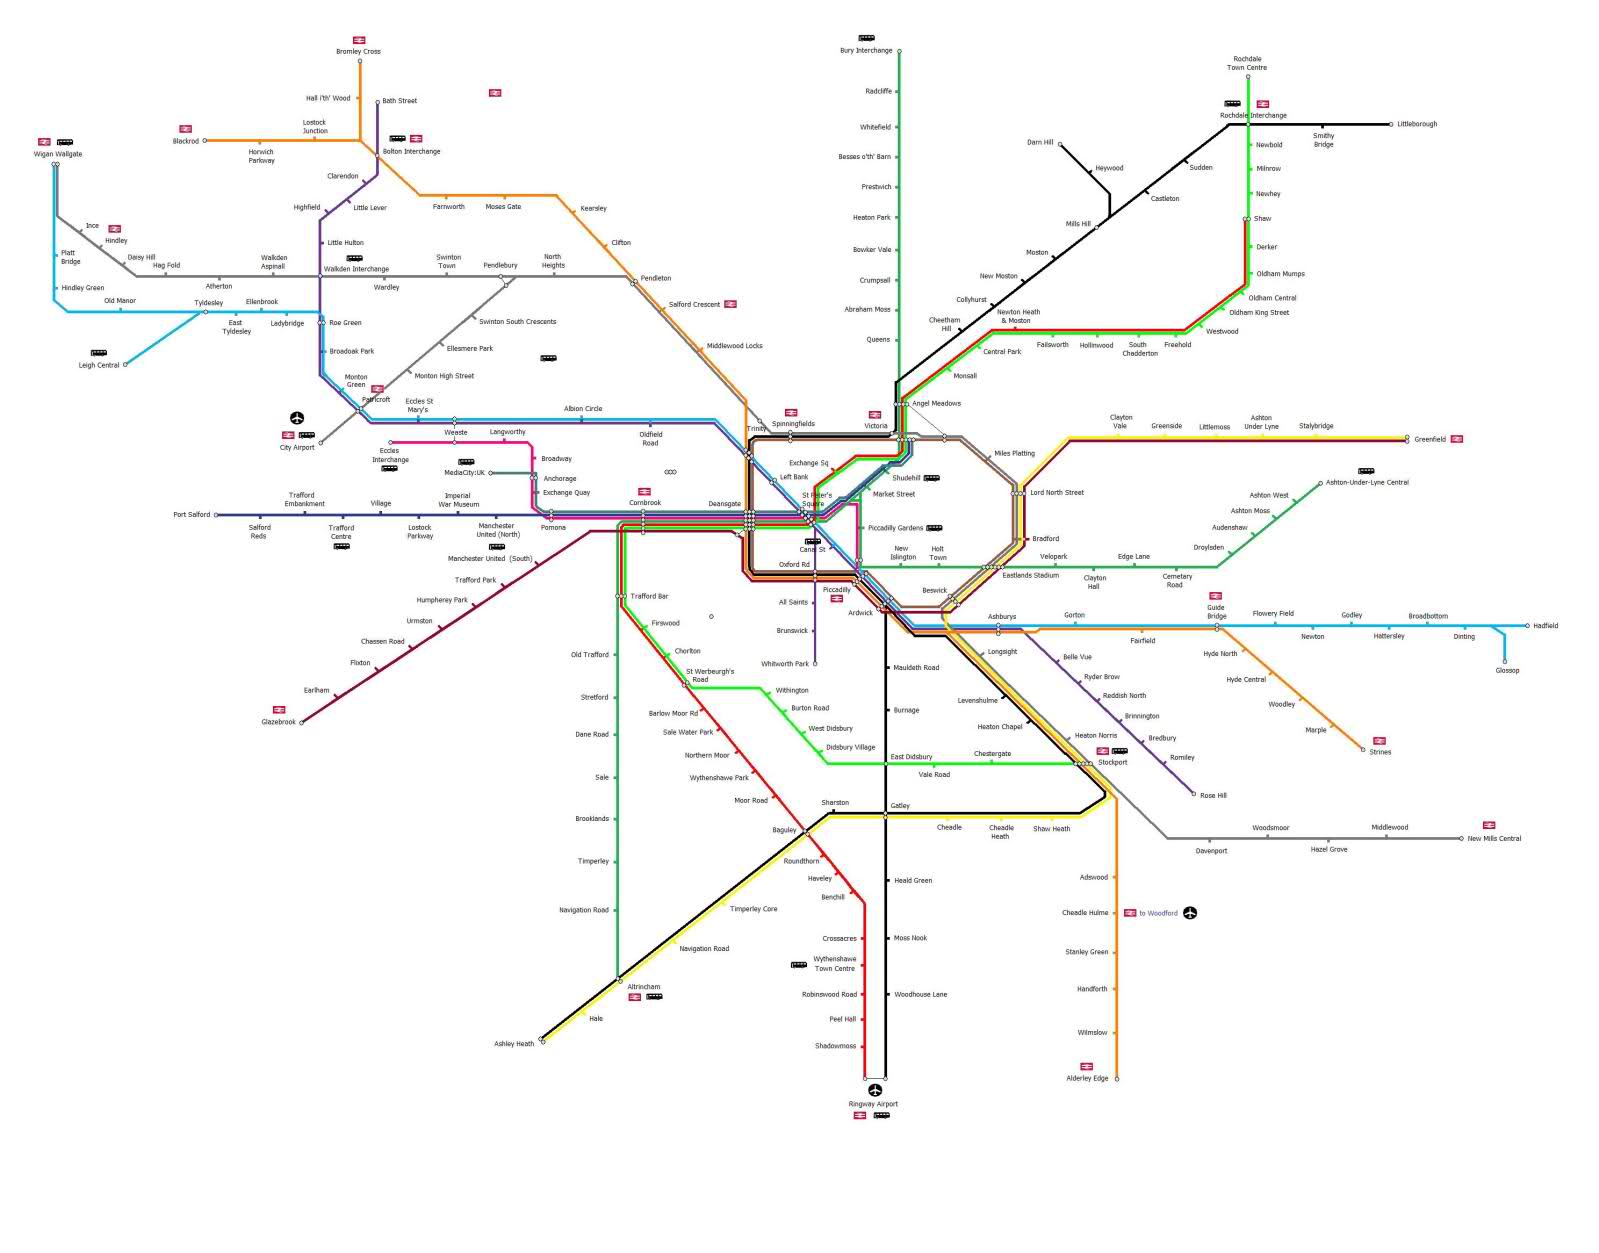 Bromley Cross
Hall i'th' Wood
Bath Street
Lostock
Junction
Blackrod
Horwich
Parkway
Bolton Interchange
Wigan Wallgate
Clarendon
Highfield
Little Lever
Farnworth
Moses Gate
Kearsley
Ince
Hindley
Daisy Hill
Hag Fold
Atherton
Walkden
Aspinall
Little Hulton
Walkden Interchange
Wardley
Swinton
Town
Pendlebury
North
Heights
Clifton
Pendleton
Platt
Bridge
Hindley Green
Old Manor
Tyldesley
East
Tyldesley
Ellenbrook
Ladybridge
Roe Green
Swinton South Crescents
Salford Crescent
Broadoak Park
Ellesmere Park
Middlewood Locks
Leigh Central
Monton
Green
Monton High Street
Patricroft
Eccles St
Mary's
Albion Circle
City Airport
Weaste
Langworthy
Oldfield
Road
Trinity
Spinningfields
Victoria
Eccles
Interchange
Broadway
MediaCity:UK
Anchorage
Exchange Quay
Left Bank
Exchange Sq
Shudehill
Market Street
St Peter's
Square
Cornbrook
Deansgate
Port Salford
Salford
Reds
Trafford
Embankment
Trafford
Centre
Village
Lostock
Parkway
Imperial
War Museum
Manchester
United (North)
Pomona
Manchester United (South)
Piccadilly Gardens
Canal St
Oxford Rd
Piccadilly
Ardwick
Trafford Park
Humpherey Park
Urmston
Chassen Road
Flixton
Earlham
Glazebrook
Trafford Bar
Firswood
Chorlton
Old Trafford
St Werbeurgh's
Road
All Saints
Brunswick
Whitworth Park
Stretford
Dane Road
Sale
Brooklands
Timperley
Navigation Road
Withington
Burton Road
West Didsbury
Didsbury Village
Barlow Moor Rd
Sale Water Park
Northern Moor
Wythenshawe Park
Moor Road
Baguley
Sharston
Roundthorn
Haveley
Benchill
Timperley Core
Navigation Road
Altrincham
Hale
Ashley Heath
Crossacres
Wythenshawe
Town Centre
Robinswood Road
Peel Hall
Shadowmoss
Ringway Airport
Bury Interchange
Radcliffe
Whitefield
Besses o'th' Barn
Prestwich
Heaton Park
Bowker Vale
Crumpsall
Abraham Moss
Queens
Angel Meadows
Rochdale
Town Centre
Rochdale Interchange
Littleborough
Smithy
Bridge
Darn Hill
Heywood
Sudden
Castleton
Mills Hill
Moston
New Moston
Collyhurst
Cheetham
Hill
Newbold
Milnrow
Newhey
Shaw
Derker
Oldham Mumps
Oldham Central
Oldham King Street
Westwood
Freehold
South
Chadderton
Hollinwood
Failsworth
Newton Heath
& Moston
Central Park
Monsall
Miles Platting
Lord North Street
Clayton
Vale
Greenside
Littlemoss
Ashton
Under Lyne
Stalybridge
Greenfield
Ashton-Under-Lyne Central
Ashton West
Ashton Moss
Audenshaw
Droylsden
Bradford
New
Islington
Holt
Town
Eastlands Stadium
Velopark
Clayton
Hall
Edge Lane
Cemetary
Road
Beswick
Ashburys
Gorton
Guide
Bridge
Fairfield
Flowery Field
Newton
Godley
Hattersley
Broadbottom
Dinting
Hadfield
Glossop
Longsight
Belle Vue
Ryder Brow
Reddish North
Brinnington
Bredbury
Romiley
Rose Hill
Hyde North
Hyde Central
Woodley
Marple
Strines
Mauldeth Road
Burnage
Levenshulme
Heaton Chapel
Heaton Norris
Stockport
East Didsbury
Vale Road
Chestergate
Gatley
Cheadle
Cheadle
Heath
Shaw Heath
Davenport
Woodsmoor
Hazel Grove
Middlewood
New Mills Central
Heald Green
Moss Nook
Woodhouse Lane
Adswood
Cheadle Hulme
to Woodford
Stanley Green
Handforth
Wilmslow
Alderley Edge